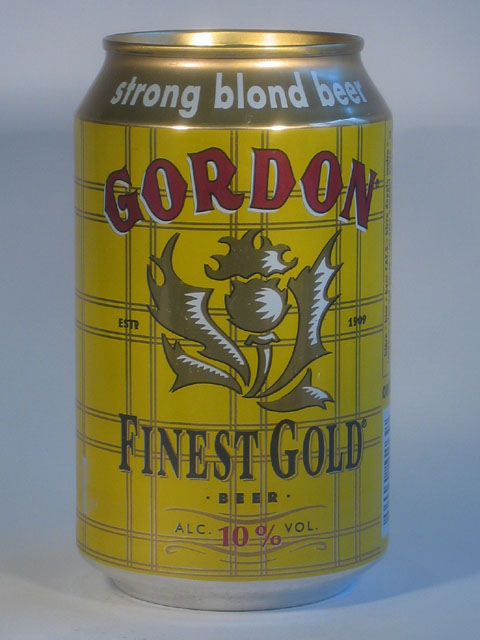 strong blond beer
GORDON
ESTD 1909
FINEST GOLD®
· BEER ·
ALC. 10% VOL.